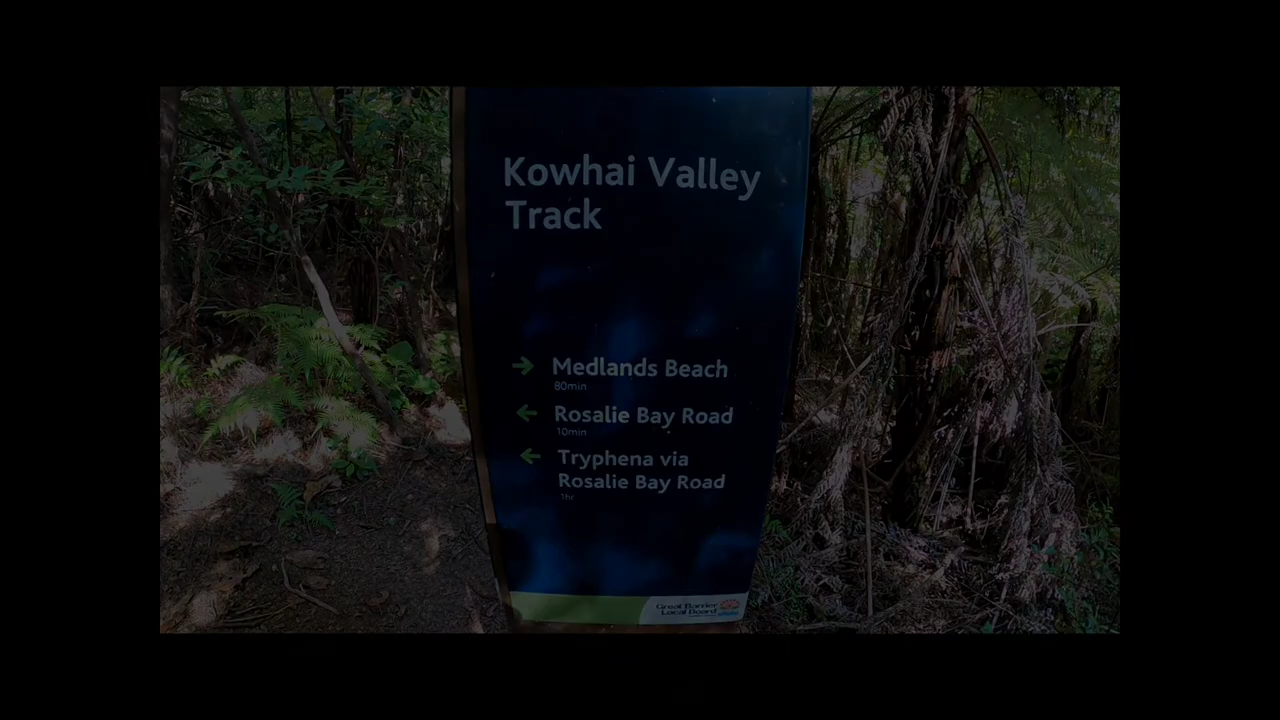 Kowhai Valley
Track
Medlands Beach
80min
Rosalie Bay Road
10min
Tryphena via
Rosalie Bay Road
1hr
Great Barrier
Local Board